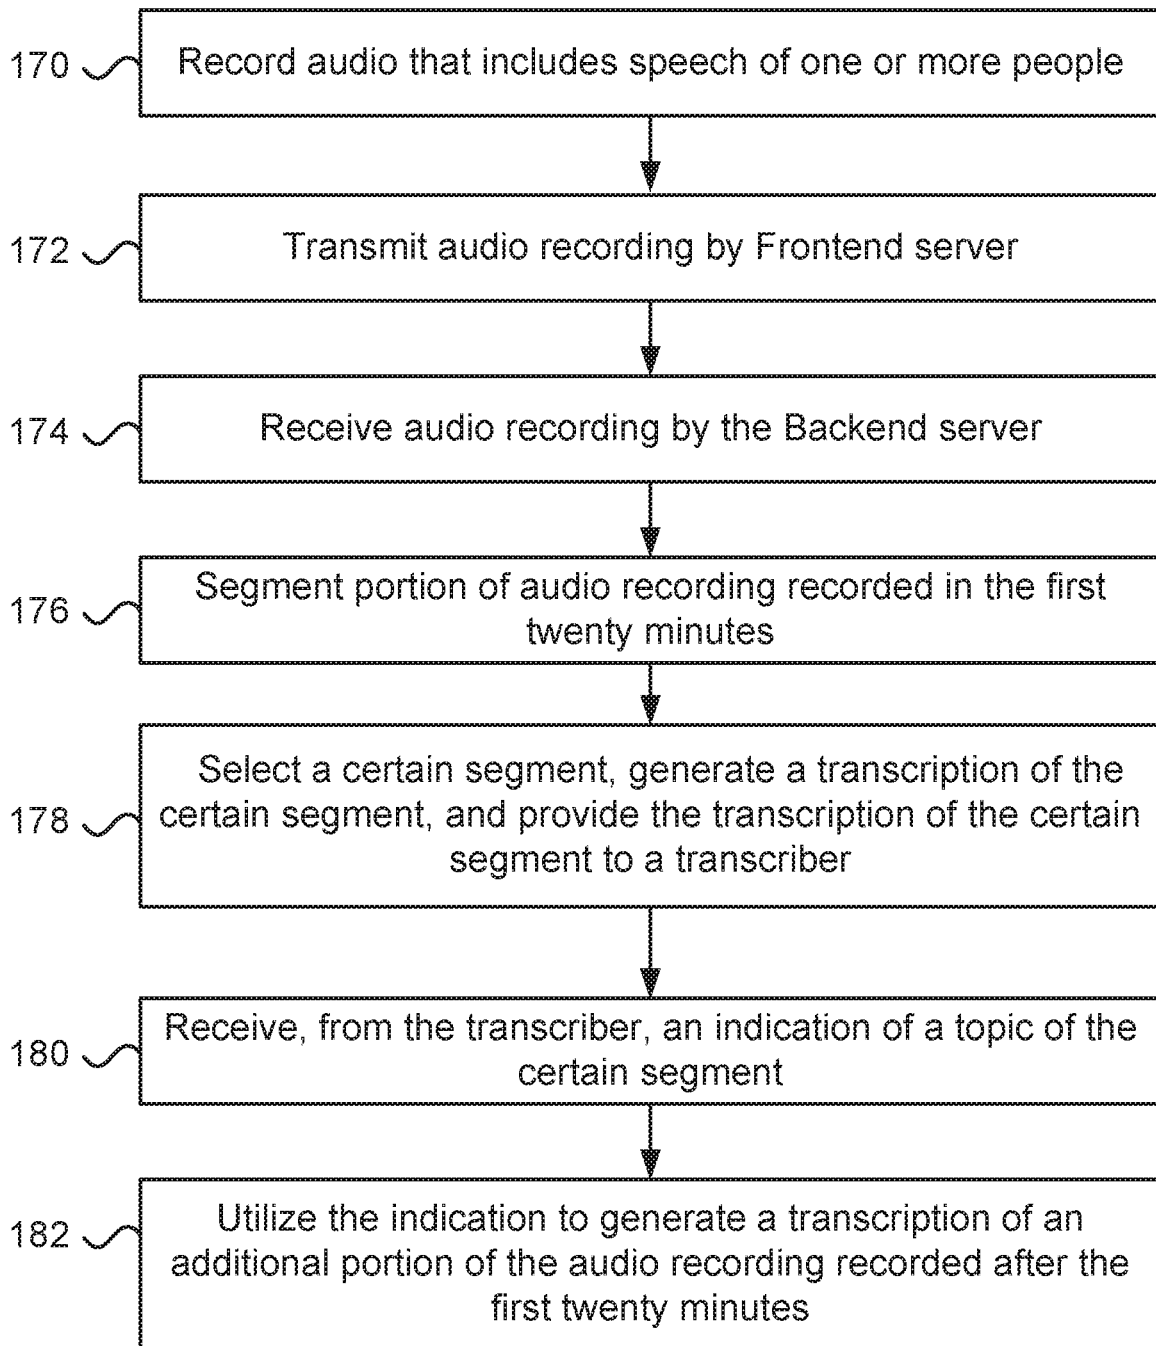 170
Record audio that includes speech of one or more people
172
Transmit audio recording by Frontend server
174
Receive audio recording by the Backend server
176
Segment portion of audio recording recorded in the first
twenty minutes
178
Select a certain segment, generate a transcription of the
certain segment, and provide the transcription of the certain
segment to a transcriber
180
Receive, from the transcriber, an indication of a topic of the
certain segment
182
Utilize the indication to generate a transcription of an
additional portion of the audio recording recorded after the
first twenty minutes